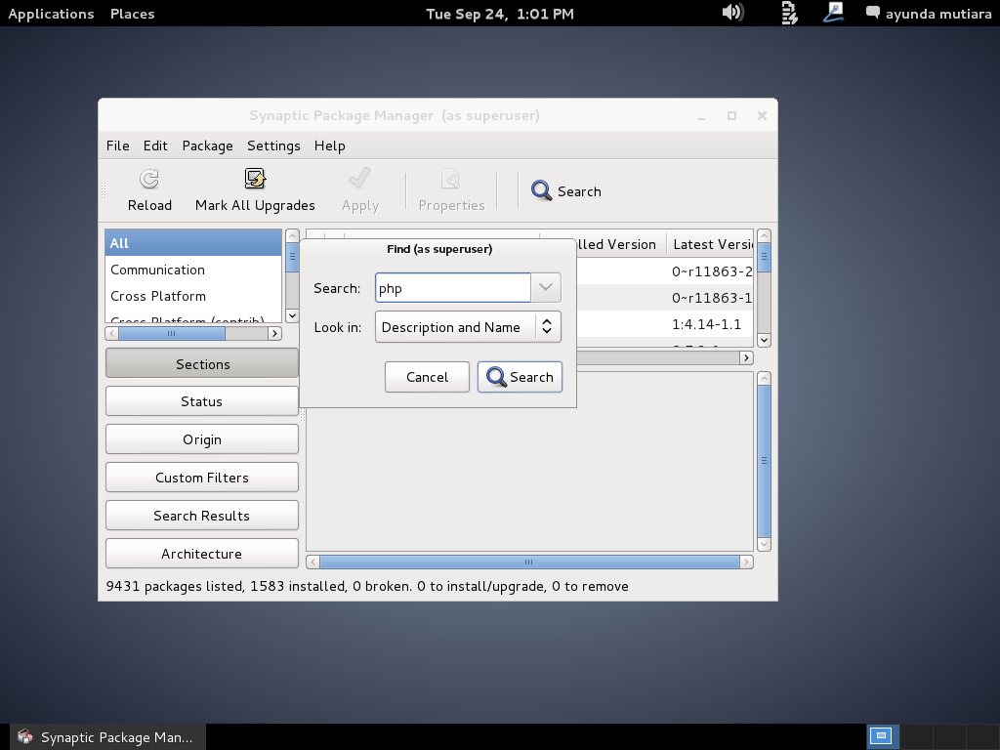 Applications Places Tue Sep 24, 1:01 PM ayunda mutiara
Synaptic Package Manager (as superuser)
File Edit Package Settings Help
Reload Mark All Upgrades Apply Properties Search
All
Communication
Cross Platform
Cross Platform (contrib)
Sections
Status
Origin
Custom Filters
Search Results
Architecture
lled Version Latest Versi
0~r11863-2
0~r11863-1
1:4.14-1.1
Find (as superuser)
Search: php
Look in: Description and Name
Cancel Search
9431 packages listed, 1583 installed, 0 broken. 0 to install/upgrade, 0 to remove
Synaptic Package Man...